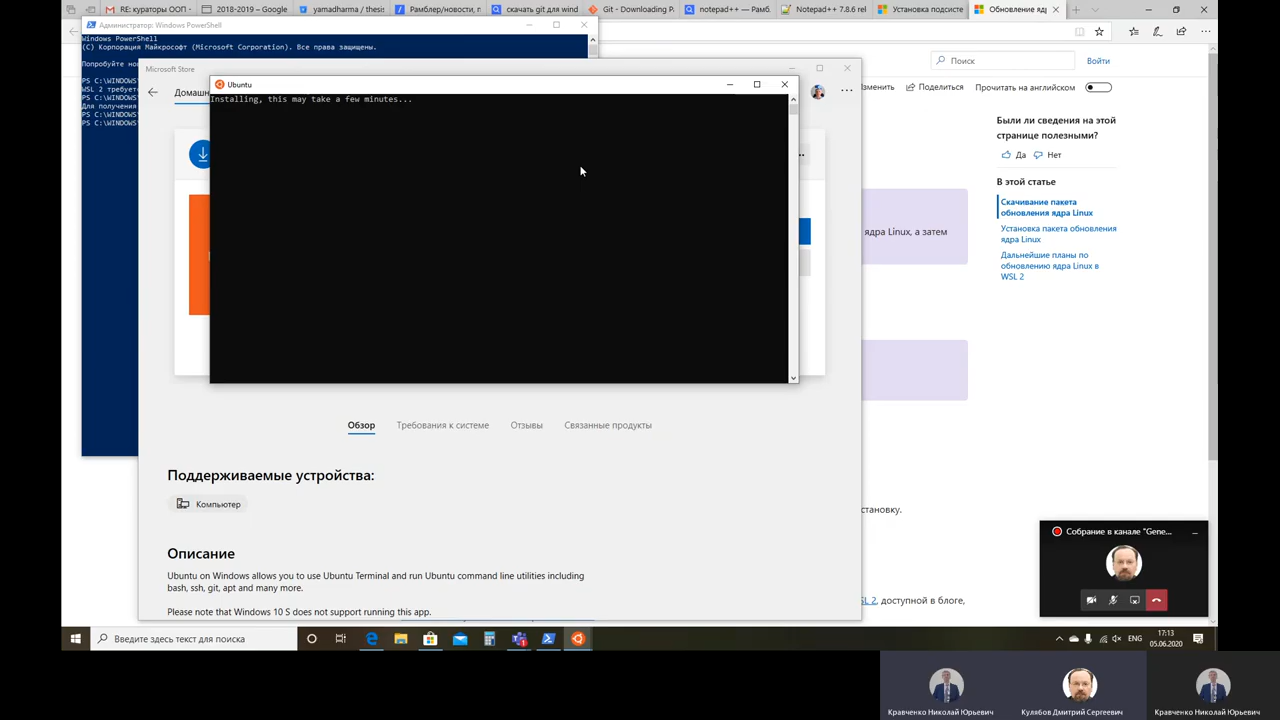 RE: кураторы ООП -
2018-2019 – Google
yamadharma / thesis
Рамблер/новости, п
скачать git для wind
Git - Downloading Pa
notepad++ — Рамб
Notepad++ 7.8.6 rel
Установка подсисте
Обновление ядр
Администратор: Windows PowerShell
Windows PowerShell
(C) Корпорация Майкрософт (Microsoft Corporation). Все права защищены.
Попробуйте но
PS C:\WINDOWS
WSL 2 требует
PS C:\WINDOWS
Для получения
PS C:\WINDOWS
PS C:\WINDOWS
Microsoft Store
Домашн
Ubuntu
Installing, this may take a few minutes...
Обзор
Требования к системе
Отзывы
Связанные продукты
Поддерживаемые устройства:
Компьютер
Описание
Ubuntu on Windows allows you to use Ubuntu Terminal and run Ubuntu command line utilities including
bash, ssh, git, apt and many more.
Please note that Windows 10 S does not support running this app.
Поиск
Войти
Изменить
Поделиться
Прочитать на английском
Были ли сведения на этой
странице полезными?
Да
Нет
В этой статье
Скачивание пакета
обновления ядра Linux
Установка пакета обновления
ядра Linux
Дальнейшие планы по
обновлению ядра Linux в
WSL 2
ядра Linux, а затем
становку.
SL 2, доступной в блоге,
Собрание в канале "Gene...
Введите здесь текст для поиска
ENG
17:13
05.06.2020
Кравченко Николай Юрьевич
Кулябов Дмитрий Сергеевич
Кравченко Николай Юрьевич